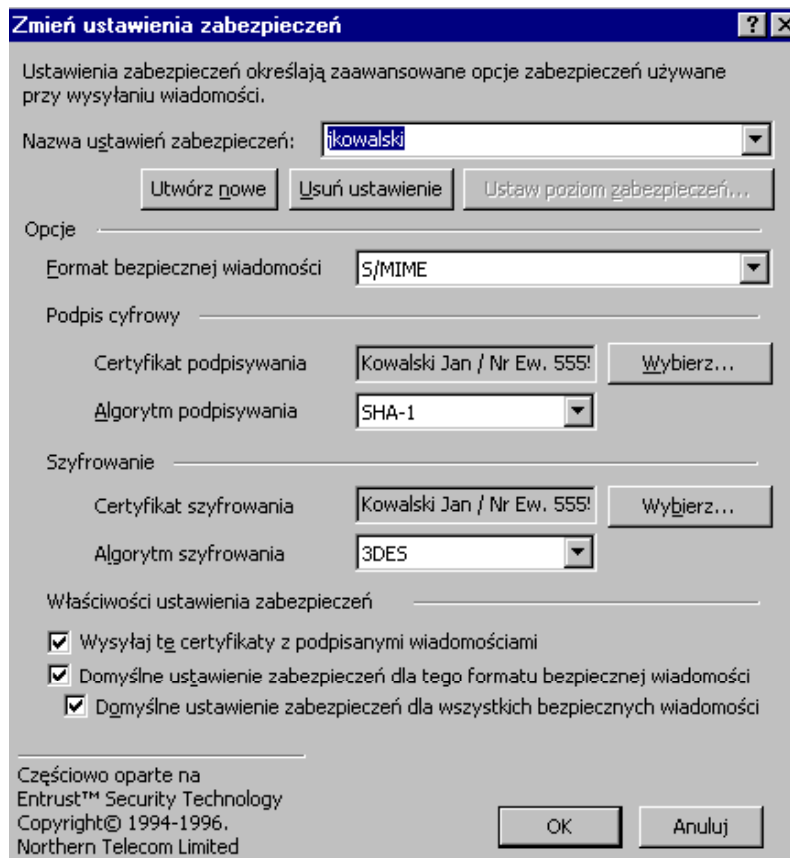 Zmień ustawienia zabezpieczeń
Ustawienia zabezpieczeń określają zaawansowane opcje zabezpieczeń używane
przy wysyłaniu wiadomości.
Nazwa ustawień zabezpieczeń: jkowalski
Utwórz nowe Usuń ustawienie Ustaw poziom zabezpieczeń...
Opcje
Format bezpiecznej wiadomości S/MIME
Podpis cyfrowy
Certyfikat podpisywania Kowalski Jan / Nr Ew. 555 Wybierz...
Algorytm podpisywania SHA-1
Szyfrowanie
Certyfikat szyfrowania Kowalski Jan / Nr Ew. 555 Wybierz...
Algorytm szyfrowania 3DES
Właściwości ustawienia zabezpieczeń
Wysyłaj te certyfikaty z podpisanymi wiadomościami
Domyślne ustawienie zabezpieczeń dla tego formatu bezpiecznej wiadomości
Domyślne ustawienie zabezpieczeń dla wszystkich bezpiecznych wiadomości
Częściowo oparte na
Entrust™ Security Technology
Copyright© 1994-1996.
Northern Telecom Limited
OK Anuluj